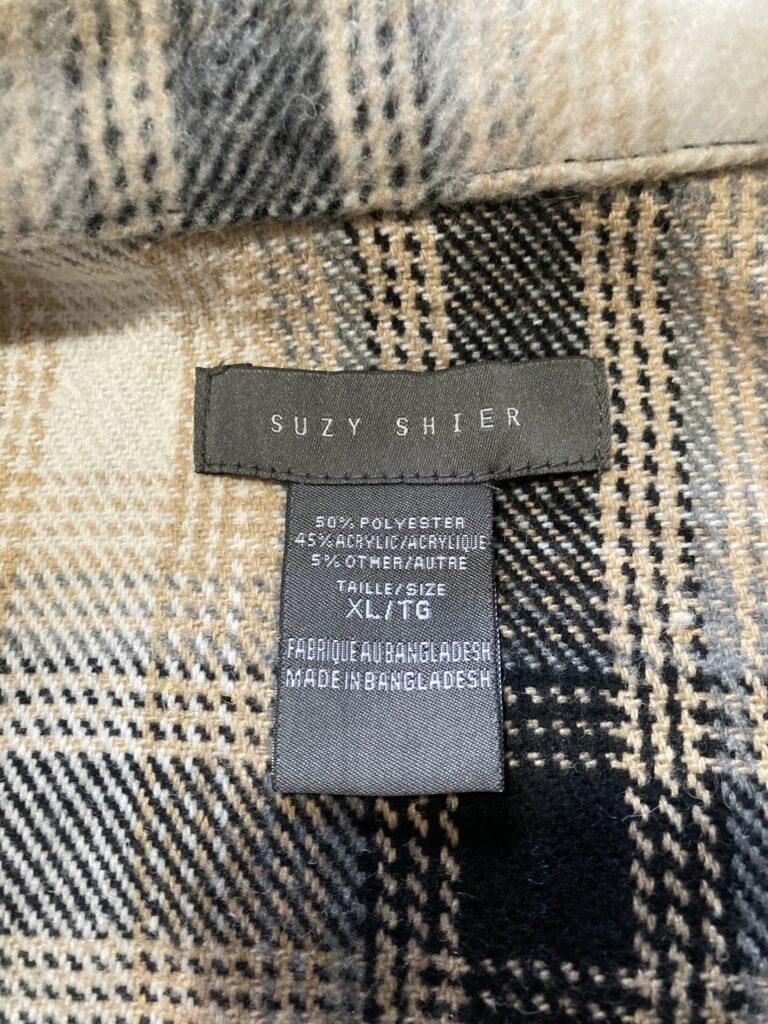 SUZY SHIER
50% POLYESTER
45% ACRYLIC/ACRYLIQUE
5% OTHER/AUTRE
TAILLE/SIZE
XL/TG
FABRIQUE AU BANGLADESH
MADE IN BANGLADESH